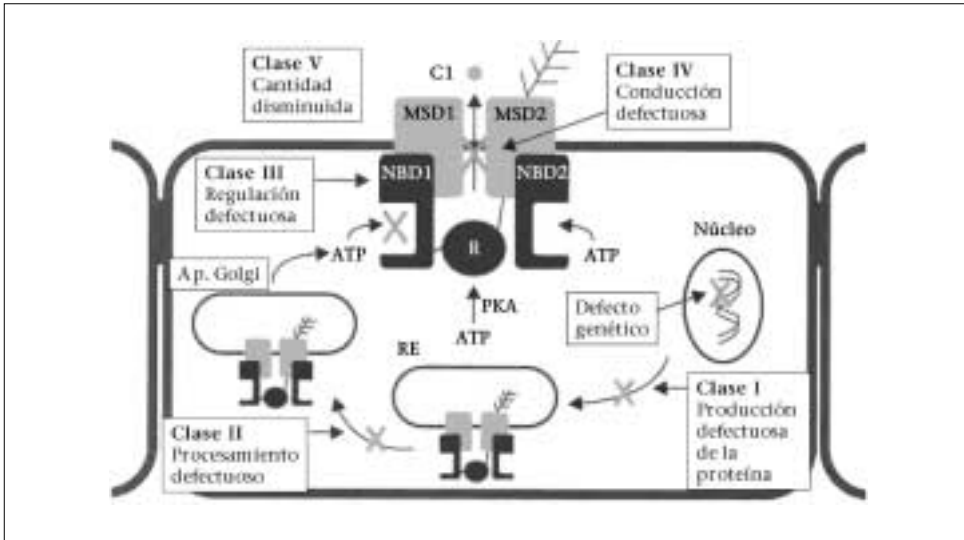 Clase V
Cantidad
disminuida
C1
Clase IV
Conducción
defectuosa
MSD1
MSD2
Clase III
Regulación
defectuosa
NBD1
NBD2
Núcleo
R
ATP
ATP
Ap. Golgi
PKA
ATP
Defecto
genético
RE
Clase I
Producción
defectuosa
de la
proteína
Clase II
Procesamiento
defectuoso